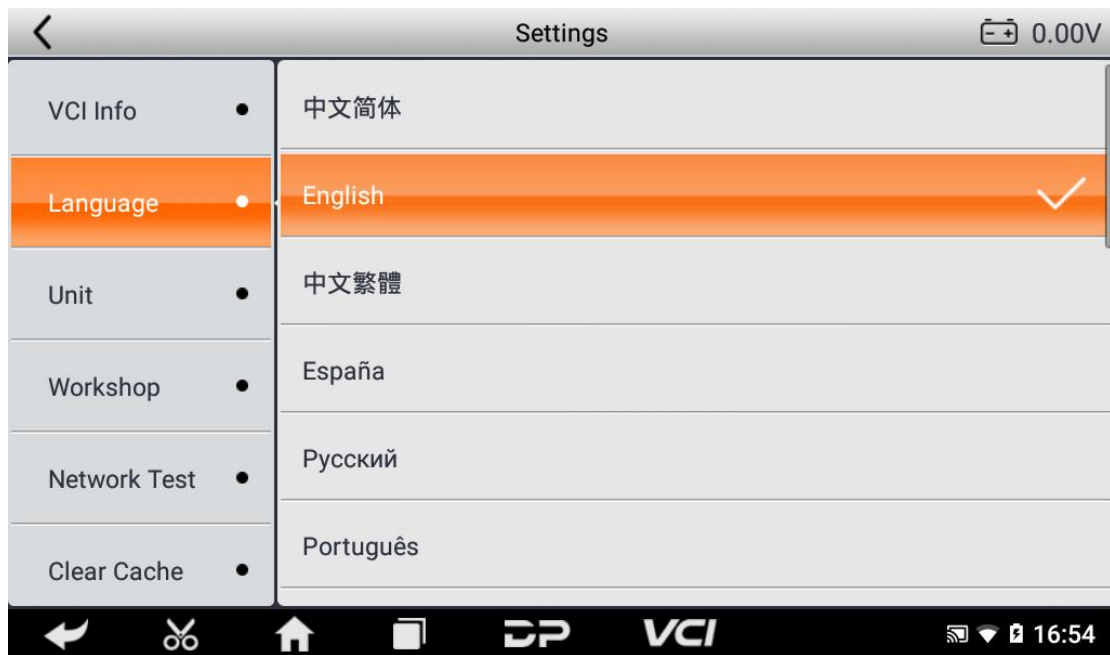 Settings
0.00V
VCI Info
Language
Unit
Workshop
Network Test
Clear Cache
中文简体
English
中文繁體
España
Русский
Português
DP
VCI
16:54